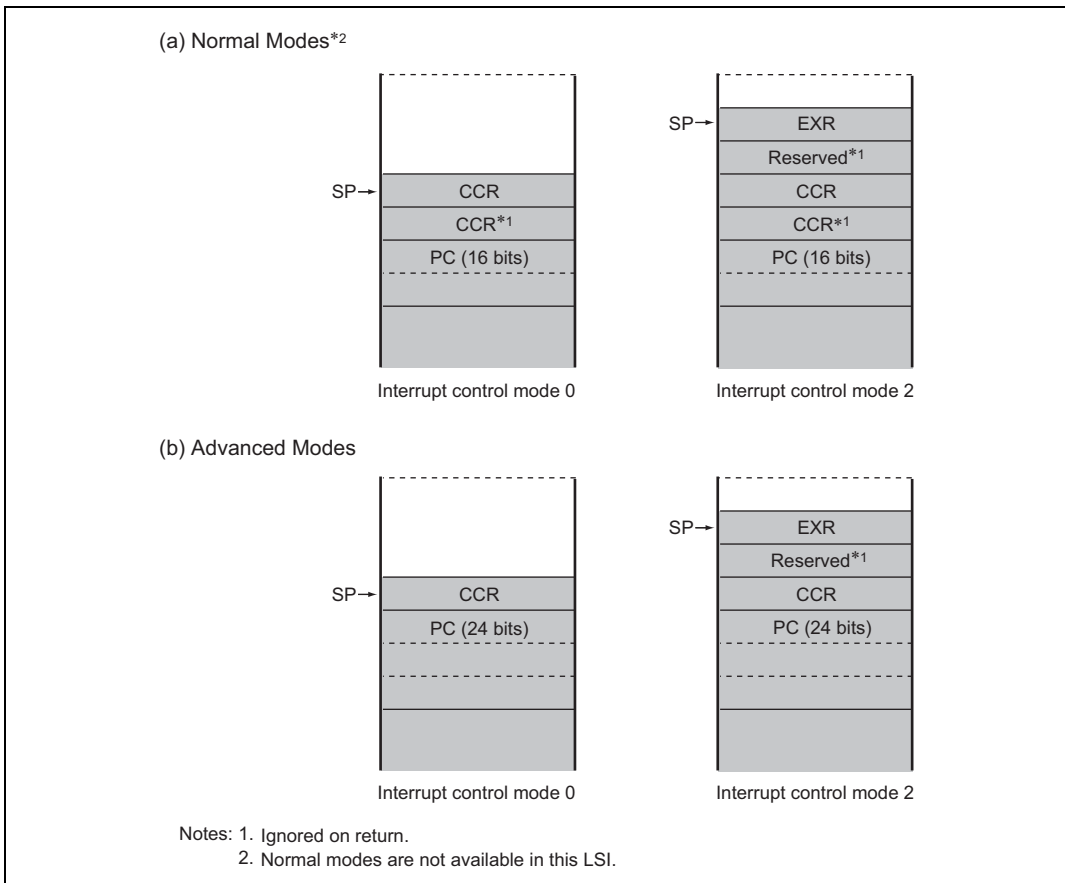 (a) Normal Modes*2
SP→ CCR
CCR*1
PC (16 bits)
Interrupt control mode 0
SP→ EXR
Reserved*1
CCR
CCR*1
PC (16 bits)
Interrupt control mode 2
(b) Advanced Modes
SP→ CCR
PC (24 bits)
Interrupt control mode 0
SP→ EXR
Reserved*1
CCR
PC (24 bits)
Interrupt control mode 2
Notes: 1. Ignored on return.
2. Normal modes are not available in this LSI.